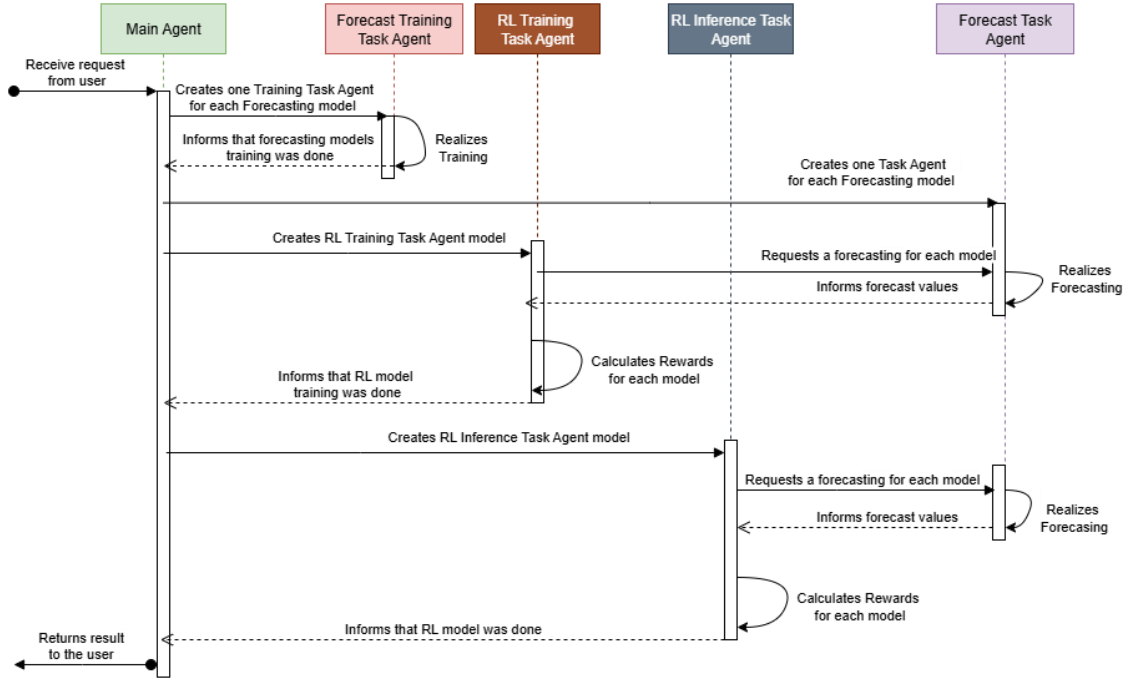 Main Agent
Forecast Training
Task Agent
RL Training
Task Agent
RL Inference Task
Agent
Forecast Task
Agent
Receive request
from user
Creates one Training Task Agent
for each Forecasting model
Informs that forecasting models
training was done
Realizes
Training
Creates one Task Agent
for each Forecasting model
Creates RL Training Task Agent model
Requests a forecasting for each model
Realizes
Forecasting
Informs forecast values
Calculates Rewards
for each model
Informs that RL model
training was done
Creates RL Inference Task Agent model
Requests a forecasting for each model
Informs forecast values
Realizes
Forecasing
Calculates Rewards
for each model
Informs that RL model was done
Returns result
to the user